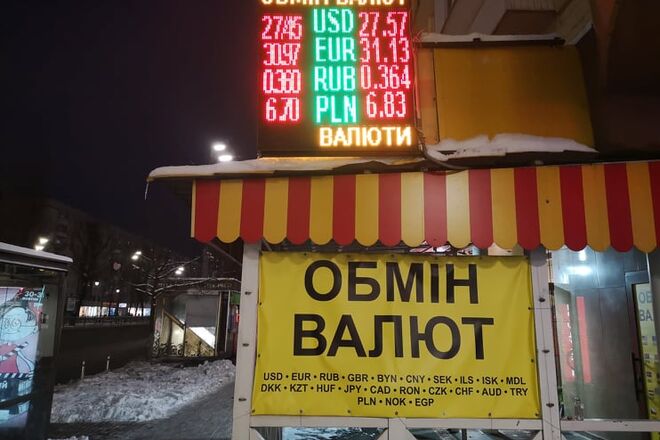 ОБМІН ВАЛЮТ
27.45 USD 27.57
30.97 EUR 31.13
0.360 RUB 0.364
6.70 PLN 6.83
ВАЛЮТИ
ОБМІН
ВАЛЮТ
USD • EUR • RUB • GBR • BYN • CNY • SEK • ILS • ISK • MDL
DKK • KZT • HUF • JPY • CAD • RON • CZK • CHF • AUD • TRY
PLN • NOK • EGP